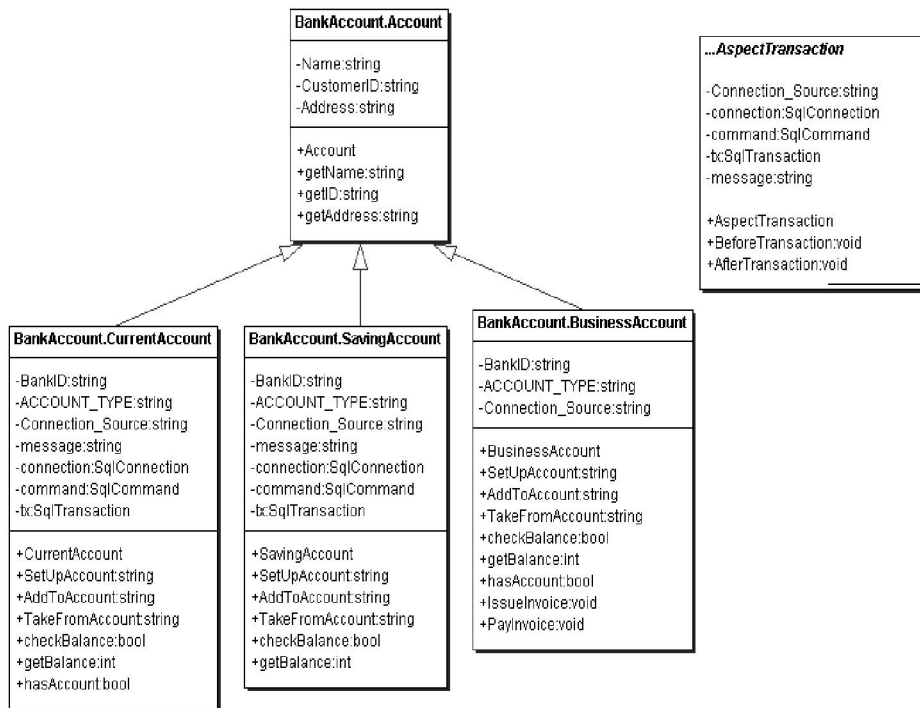 BankAccount.Account
-Name:string
-CustomerID:string
-Address:string
+Account
+getName:string
+getID:string
+getAddress:string
...AspectTransaction
-Connection_Source:string
-connection:SqlConnection
-command:SqlCommand
-tx:SqlTransaction
-message:string
+AspectTransaction
+BeforeTransaction:void
+AfterTransaction:void
BankAccount.CurrentAccount
-BankID:string
-ACCOUNT_TYPE:string
-Connection_Source:string
-message:string
-connection:SqlConnection
-command:SqlCommand
-tx:SqlTransaction
+CurrentAccount
+SetUpAccount:string
+AddToAccount:string
+TakeFromAccount:string
+checkBalance:bool
+getBalance:int
+hasAccount:bool
BankAccount.SavingAccount
-BankID:string
-ACCOUNT_TYPE:string
-Connection_Source:string
-message:string
-connection:SqlConnection
-command:SqlCommand
-tx:SqlTransaction
+SavingAccount
+SetUpAccount:string
+AddToAccount:string
+TakeFromAccount:string
+checkBalance:bool
+getBalance:int
BankAccount.BusinessAccount
-BankID:string
-ACCOUNT_TYPE:string
-Connection_Source:string
+BusinessAccount
+SetUpAccount:string
+AddToAccount:string
+TakeFromAccount:string
+checkBalance:bool
+getBalance:int
+hasAccount:bool
+IssueInvoice:void
+PayInvoice:void